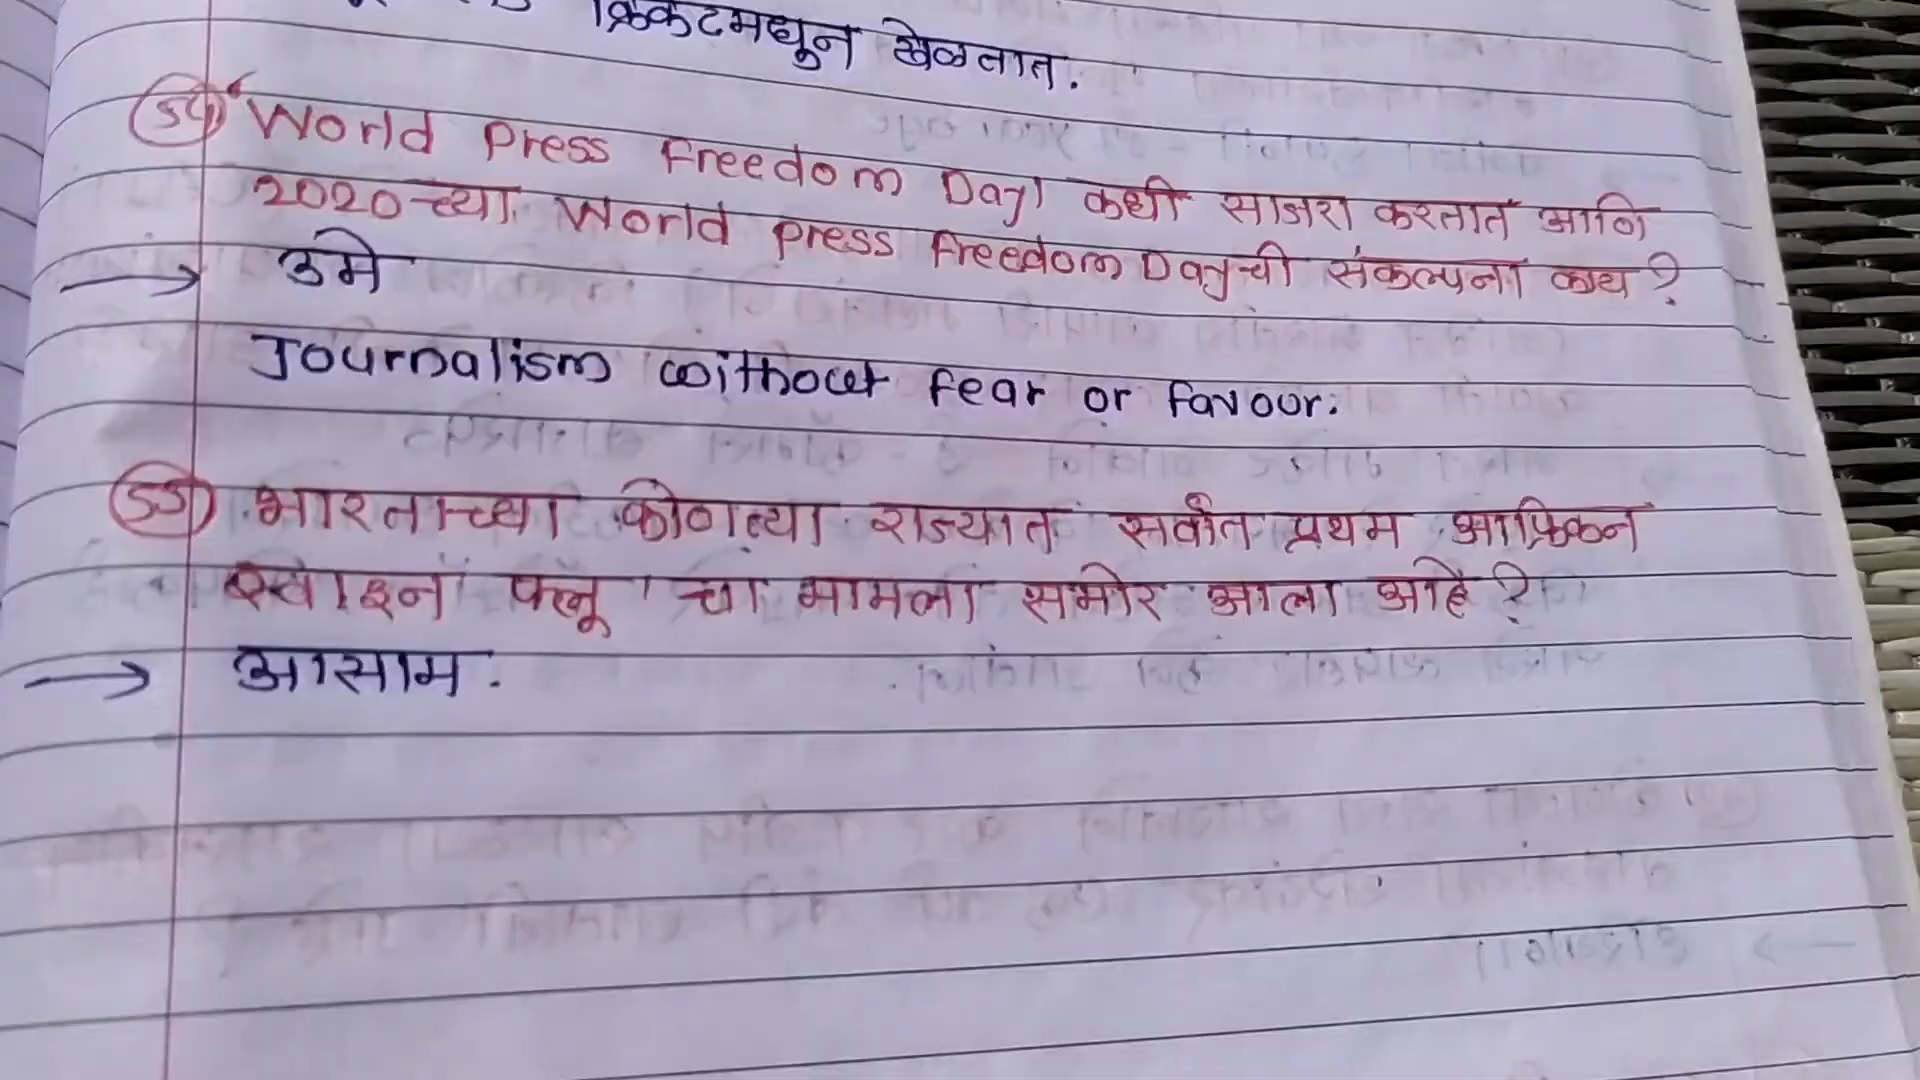 क्रिकेटमधून खेळतात.
54) 'World Press Freedom Day' कधी साजरा करतात आणि
2020-च्या World press freedom Day-ची संकल्पना काय?
→ 3मे
Journalism without fear or favour.
55) भारताच्या कोणत्या राज्यात सर्वात प्रथम आफ्रिकन
स्वाइन फ्लू' चा मामला समोर आला आहे?
→ आसाम.